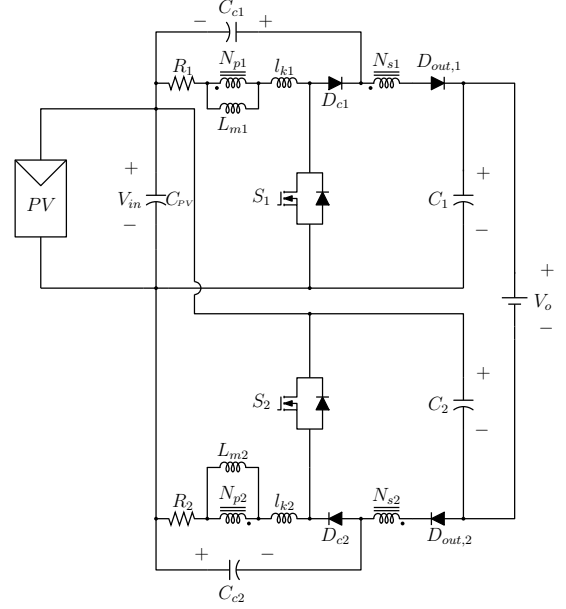 C_{c1}
− +
R_1 N_{p1} l_{k1} N_{s1} D_{out,1}
D_{c1}
L_{m1}
+
PV V_{in} C_{PV} S_1 C_1 +
− −
+
V_o
−
S_2 C_2 +
−
L_{m2}
R_2 N_{p2} l_{k2} N_{s2}
D_{c2} D_{out,2}
+ −
C_{c2}